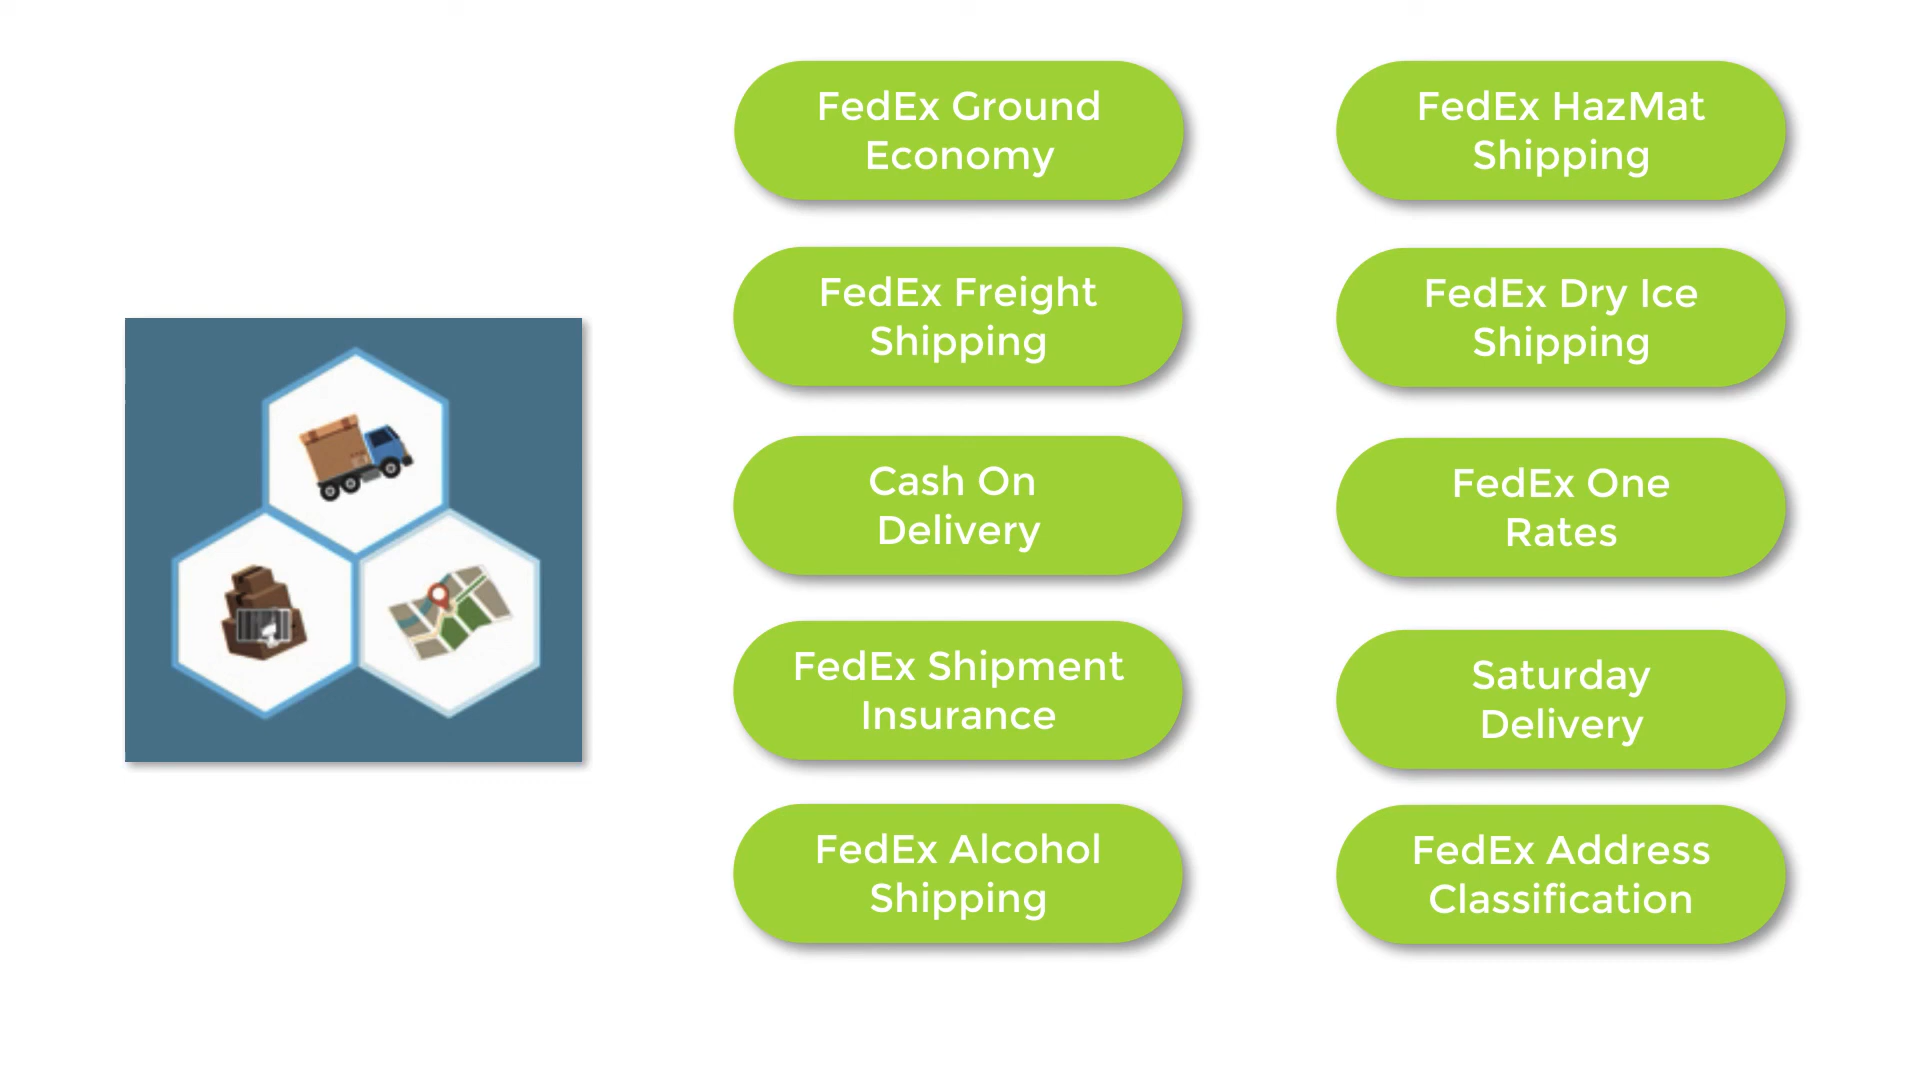 FedEx Ground
Economy
FedEx HazMat
Shipping
FedEx Freight
Shipping
FedEx Dry Ice
Shipping
Cash On
Delivery
FedEx One
Rates
FedEx Shipment
Insurance
Saturday
Delivery
FedEx Alcohol
Shipping
FedEx Address
Classification